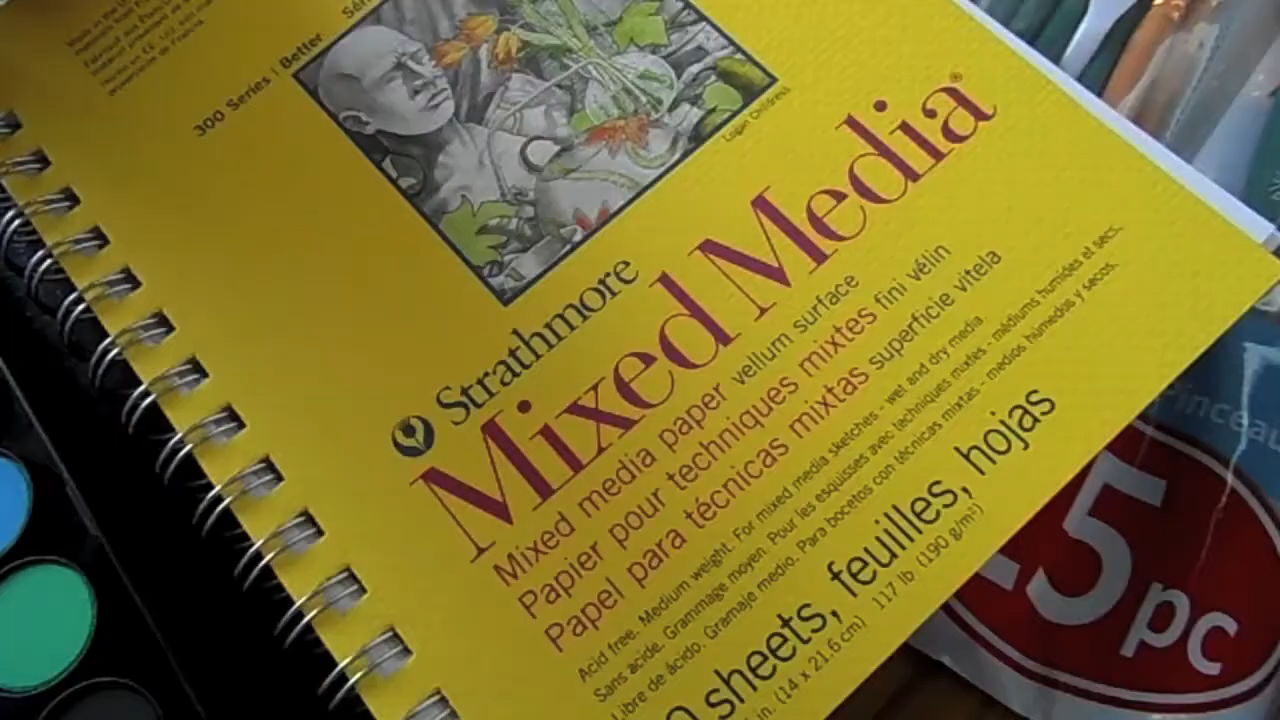 300 Series | Better
Logan Childress
Strathmore
Mixed Media®
Mixed media paper vellum surface
Papier pour techniques mixtes fini vélin
Papel para técnicas mixtas superficie vitela
Acid free. Medium weight. For mixed media sketches - wet and dry media.
Sans acide. Grammage moyen. Pour les esquisses avec techniques mixtes - médiums humides et secs.
Libre de ácido. Gramaje medio. Para bocetos con técnicas mixtas - medios húmedos y secos.
sheets, feuilles, hojas
in. (14 x 21.6 cm) 117 lb (190 g/m²)
5 pc